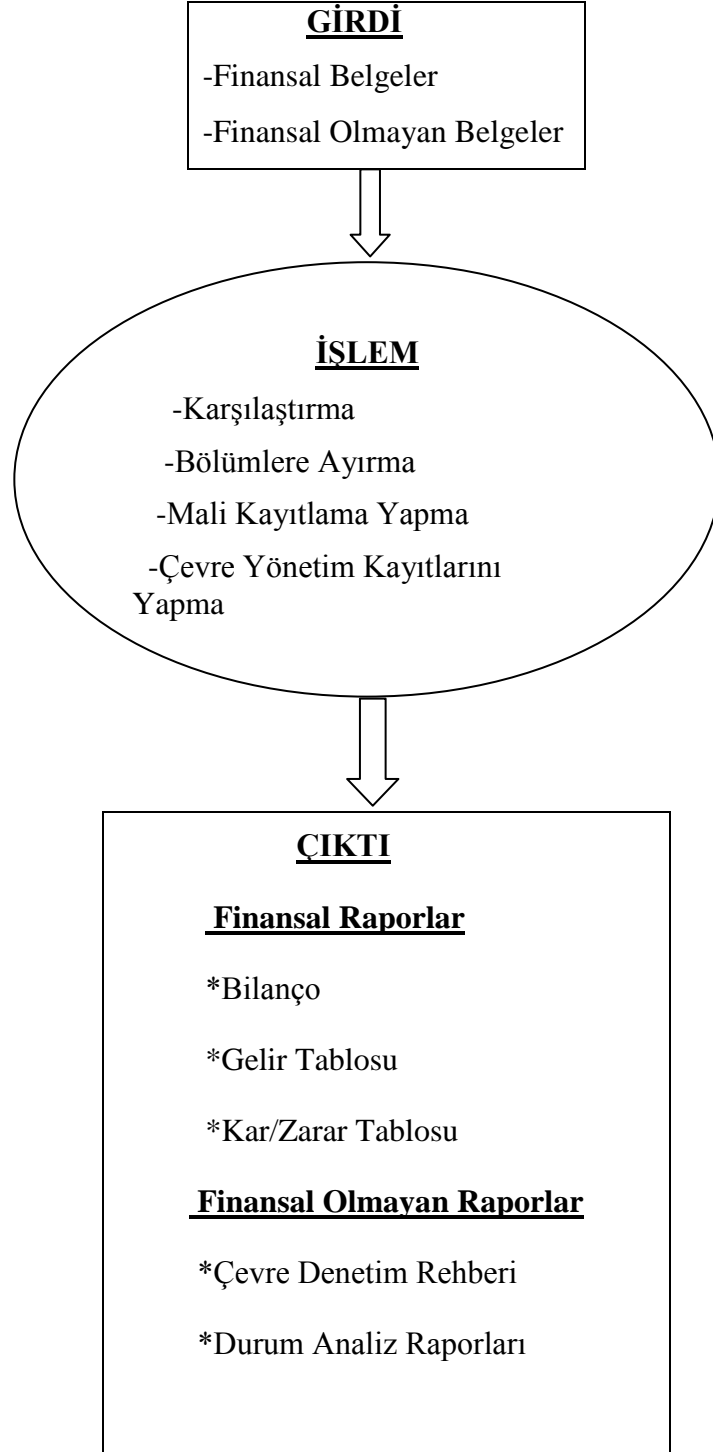 GİRDİ
-Finansal Belgeler
-Finansal Olmayan Belgeler
İŞLEM
-Karşılaştırma
-Bölümlere Ayırma
-Mali Kayıtlama Yapma
-Çevre Yönetim Kayıtlarını
Yapma
ÇIKTI
Finansal Raporlar
*Bilanço
*Gelir Tablosu
*Kar/Zarar Tablosu
Finansal Olmayan Raporlar
*Çevre Denetim Rehberi
*Durum Analiz Raporları